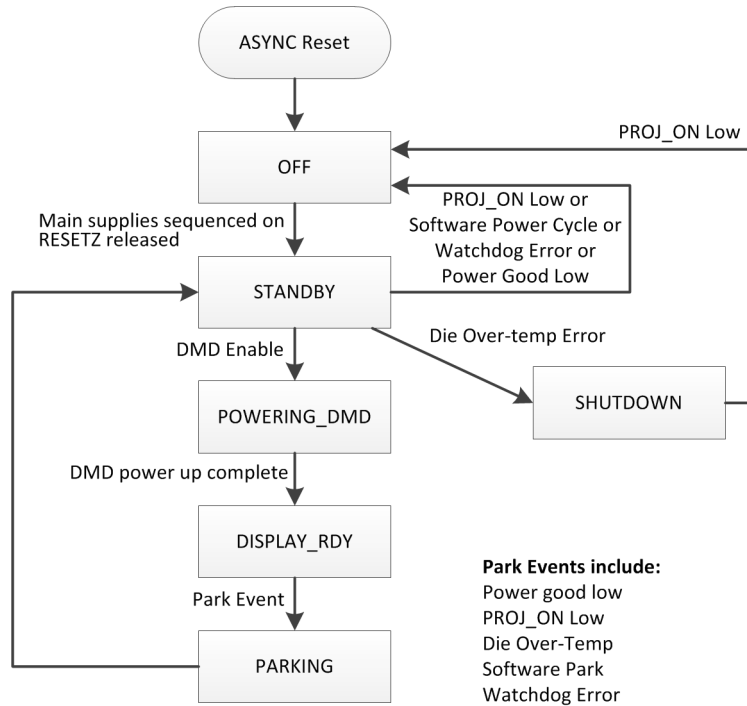 ASYNC Reset
PROJ_ON Low
OFF
Main supplies sequenced on
RESETZ released
PROJ_ON Low or
Software Power Cycle or
Watchdog Error or
Power Good Low
STANDBY
DMD Enable
Die Over-temp Error
POWERING_DMD
SHUTDOWN
DMD power up complete
DISPLAY_RDY
Park Event
PARKING
Park Events include:
Power good low
PROJ_ON Low
Die Over-Temp
Software Park
Watchdog Error